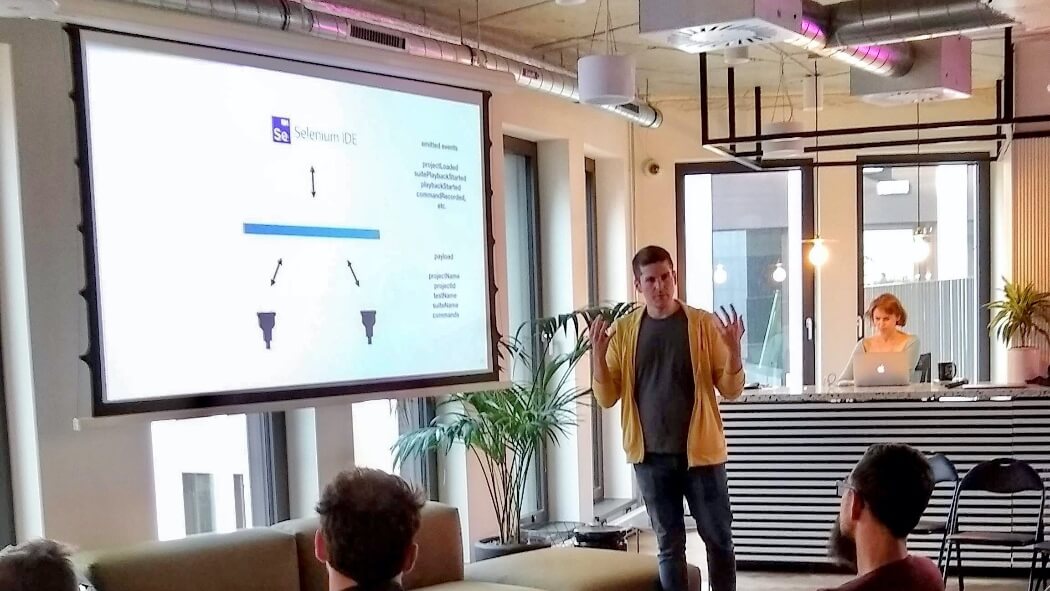 Se Selenium IDE
emitted events
projectLoaded
suitePlaybackStarted
playbackStarted
commandRecorded,
etc.
payload
projectName
projectId
testName
suiteName
commands